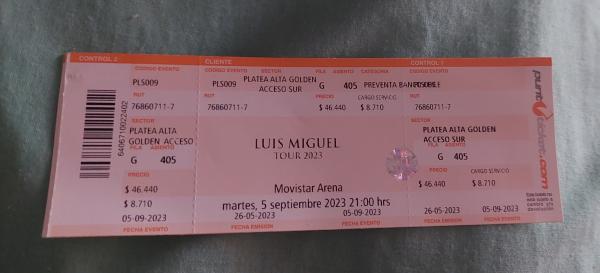 CONTROL 2
CODIGO EVENTO
PLS009
RUT
76860711-7
SECTOR
PLATEA ALTA
GOLDEN ACCESO
FILA ASIENTO
G 405
PRECIO
$ 46.440
$ 8.710
05-09-2023
FECHA EVENTO
6406710022402
CLIENTE
CODIGO EVENTO SECTOR FILA ASIENTO CATEGORIA
PLS009 PLATEA ALTA GOLDEN G 405 PREVENTA
ACCESO SUR
RUT PRECIO CARGO SERVICIO
76860711-7 $ 46.440 $ 8.710
LUIS MIGUEL
TOUR 2023
Movistar Arena
martes, 5 septiembre 2023 21:00 hrs
26-05-2023 05-09-2023
FECHA EMISIÓN FECHA EVENTO
CONTROL 1
CODIGO EVENTO
RUT
76860711-7
SECTOR
PLATEA ALTA GOLDEN
ACCESO SUR
FILA ASIENTO
G 405
PRECIO CARGO SERVICIO
$ 46.440 $ 8.710
26-05-2023 05-09-2023
FECHA EMISIÓN FECHA EVENTO
punto
ticket.com